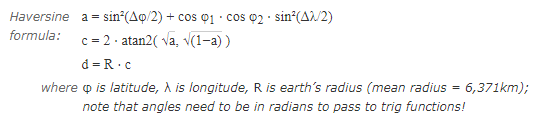 Haversine a = sin²(Δφ/2) + cos φ1 ⋅ cos φ2 ⋅ sin²(Δλ/2)
formula: c = 2 ⋅ atan2( √a, √(1−a) )
d = R ⋅ c
where φ is latitude, λ is longitude, R is earth’s radius (mean radius = 6,371km);
note that angles need to be in radians to pass to trig functions!